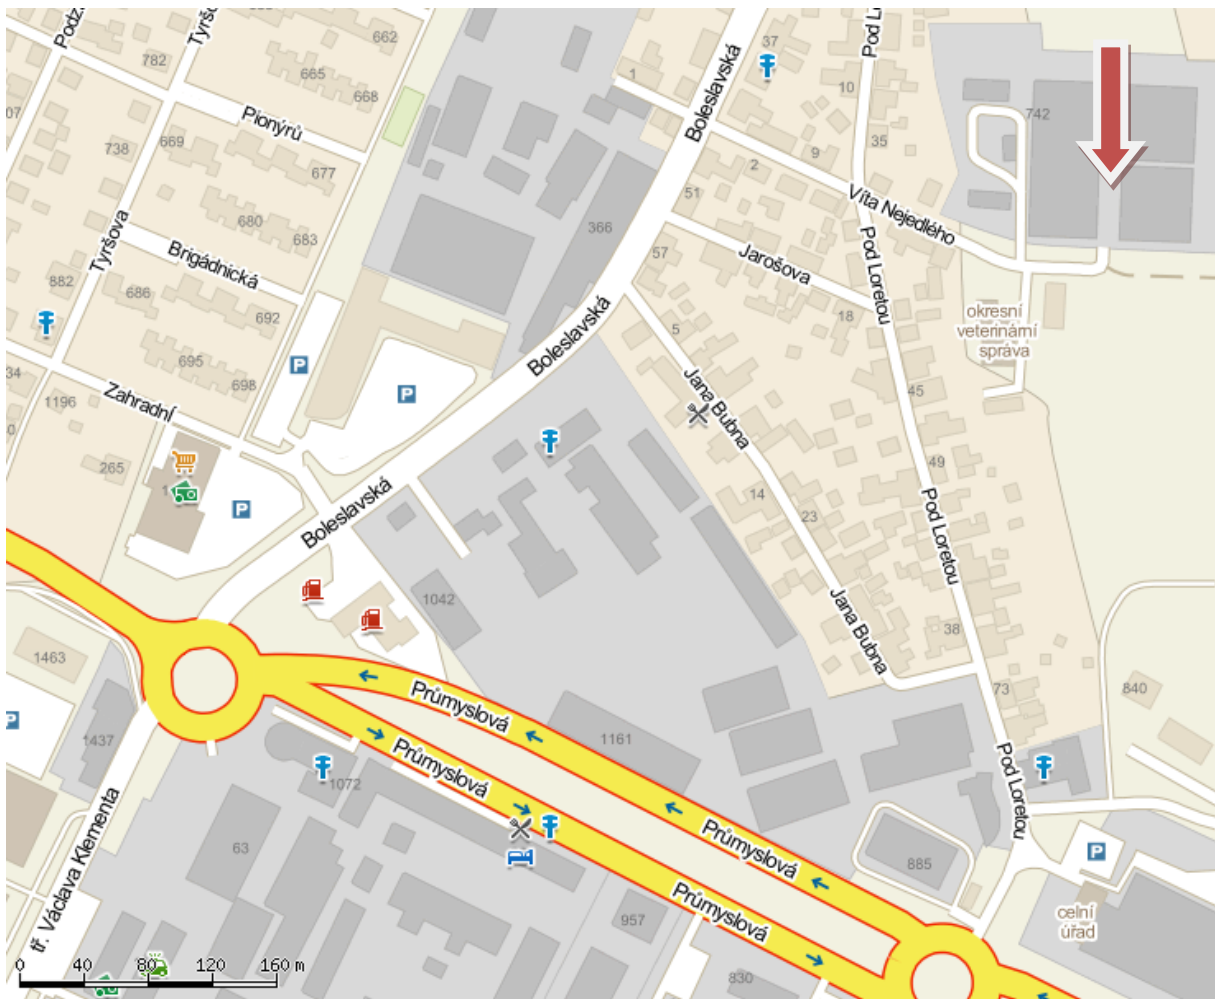 Tyršo
Podz
662
37
Pod L
782
665
1
Boleslavská
10
07
668
742
Pionýrů
738
669
35
9
677
2
51
Víta Nejedlého
680
366
Tyršova
683
57
Jarošova
Pod Loretou
Brigádnická
882
686
692
18
okresní
veterinární
správa
5
Boleslavská
695
34
698
Jana Bubna
45
Zahradní
1196
265
49
Boleslavská
14
23
Pod Loretou
1042
Jana Bubna
38
1463
73
840
Průmyslová
1437
1161
Průmyslová
Pod Loretou
1072
tř. Václava Klementa
63
Průmyslová
885
Průmyslová
957
celní
úřad
830
0 40 80 120 160 m